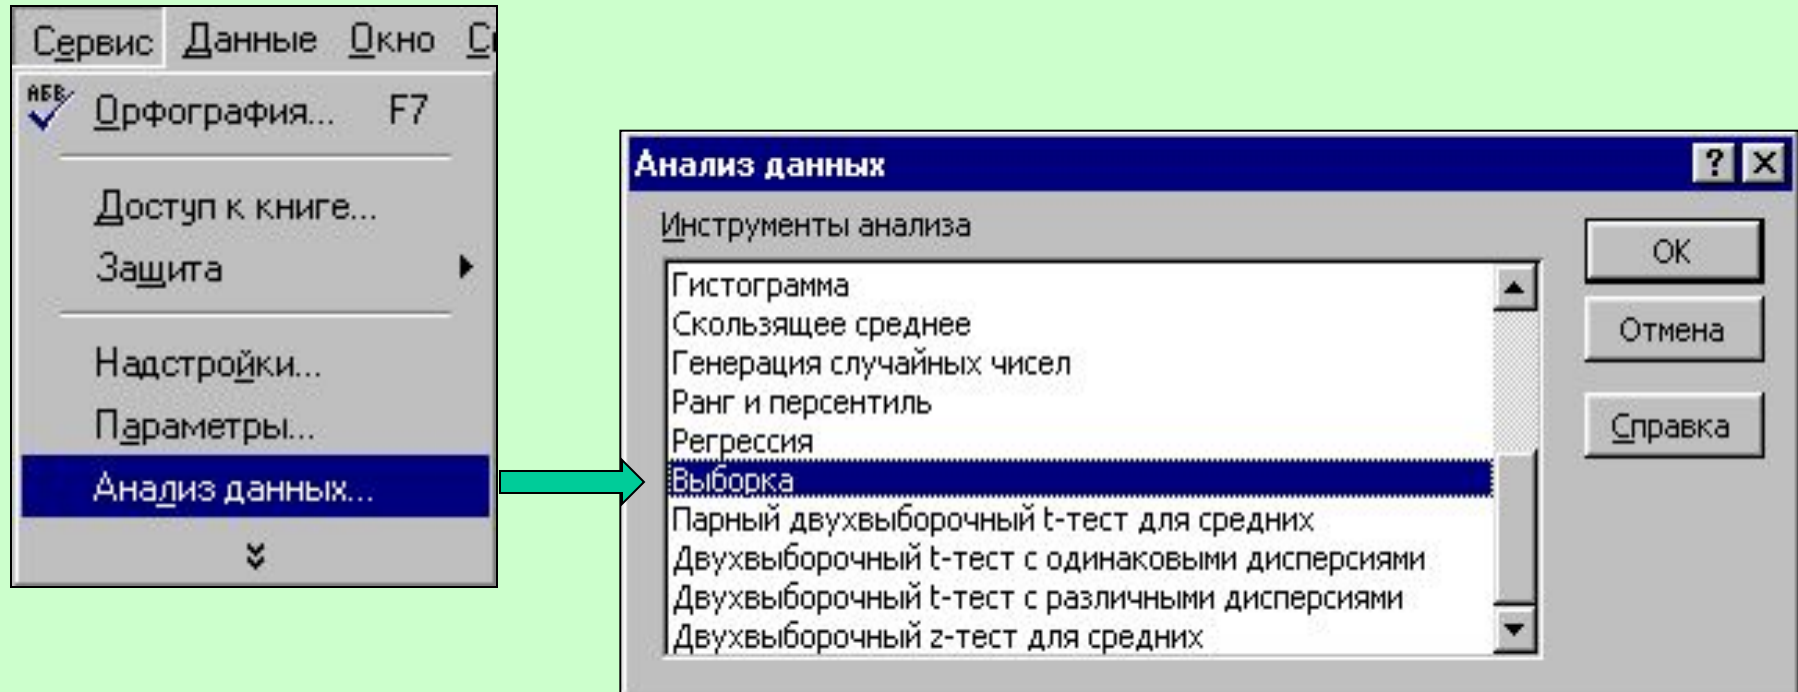 Сервис Данные Окно
АБВ
Орфография... F7
Доступ к книге...
Защита
Надстройки...
Параметры...
Анализ данных...
Анализ данных
Инструменты анализа
Гистограмма
Скользящее среднее
Генерация случайных чисел
Ранг и персентиль
Регрессия
Выборка
Парный двухвыборочный t-тест для средних
Двухвыборочный t-тест с одинаковыми дисперсиями
Двухвыборочный t-тест с различными дисперсиями
Двухвыборочный z-тест для средних
OK
Отмена
Справка